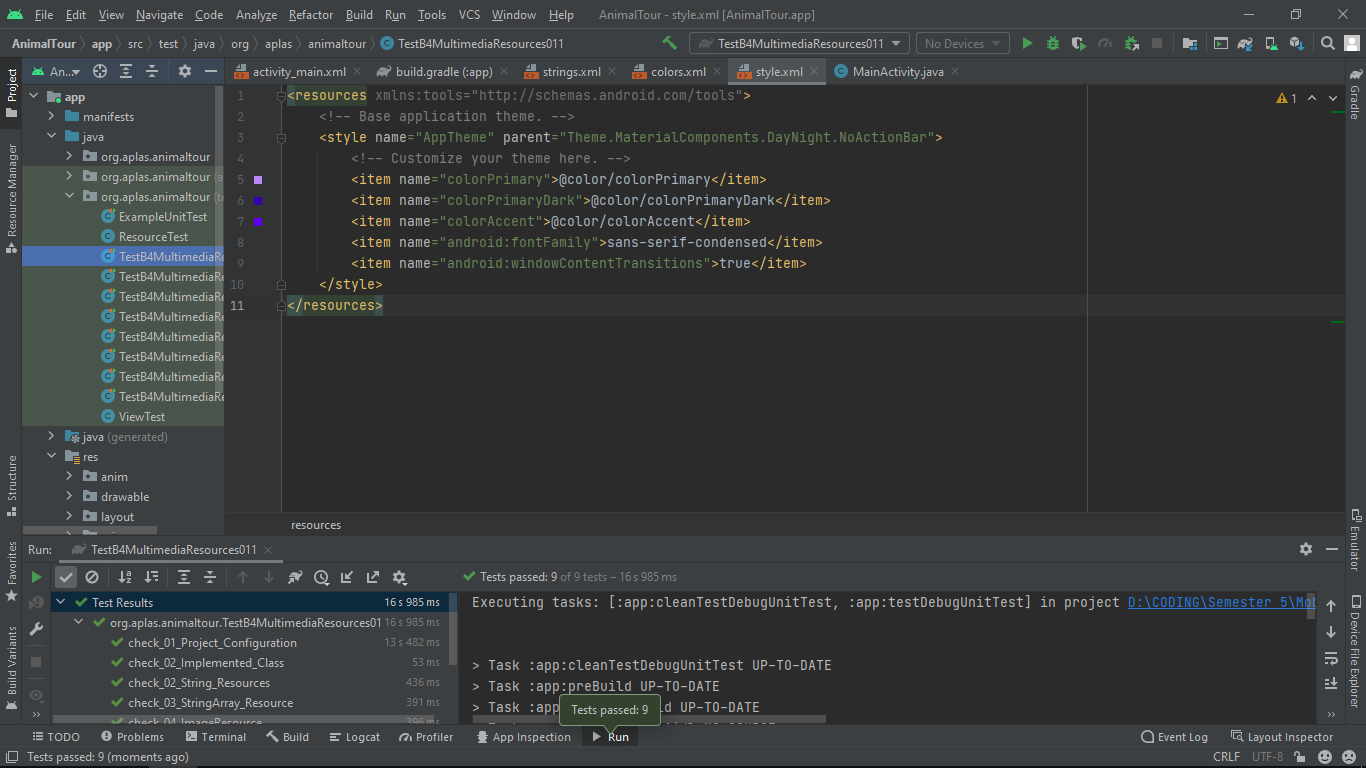 File Edit View Navigate Code Analyze Refactor Build Run Tools VCS Window Help AnimalTour - style.xml [AnimalTour.app]
AnimalTour app src test java org aplas animaltour TestB4MultimediaResources011 TestB4MultimediaResources011 No Devices
Project An... activity_main.xml build.gradle (:app) strings.xml colors.xml style.xml MainActivity.java Gradle
app
manifests
java
org.aplas.animaltour
org.aplas.animaltour (a
org.aplas.animaltour (te
ExampleUnitTest
ResourceTest
TestB4MultimediaRe
TestB4MultimediaRe
TestB4MultimediaRe
TestB4MultimediaRe
TestB4MultimediaRe
TestB4MultimediaRe
TestB4MultimediaRe
TestB4MultimediaRe
ViewTest
java (generated)
res
anim
drawable
layout
Resource Manager
Structure
Favorites
Build Variants
1 <resources xmlns:tools="http://schemas.android.com/tools">
2 <!-- Base application theme. -->
3 <style name="AppTheme" parent="Theme.MaterialComponents.DayNight.NoActionBar">
4 <!-- Customize your theme here. -->
5 <item name="colorPrimary">@color/colorPrimary</item>
6 <item name="colorPrimaryDark">@color/colorPrimaryDark</item>
7 <item name="colorAccent">@color/colorAccent</item>
8 <item name="android:fontFamily">sans-serif-condensed</item>
9 <item name="android:windowContentTransitions">true</item>
10 </style>
11 </resources>
1
resources
Emulator
Device File Explorer
Run: TestB4MultimediaResources011
Tests passed: 9 of 9 tests – 16 s 985 ms
Test Results 16 s 985 ms
org.aplas.animaltour.TestB4MultimediaResources01 16 s 985 ms
check_01_Project_Configuration 13 s 482 ms
check_02_Implemented_Class 53 ms
check_02_String_Resources 436 ms
check_03_StringArray_Resource 391 ms
check_04_ImageResource 396 ms
Executing tasks: [:app:cleanTestDebugUnitTest, :app:testDebugUnitTest] in project D:\CODING\Semester 5\Mob
> Task :app:cleanTestDebugUnitTest UP-TO-DATE
> Task :app:preBuild UP-TO-DATE
> Task :app
d UP-TO-DATE
Tests passed: 9
TODO Problems Terminal Build Logcat Profiler App Inspection Run Event Log Layout Inspector
Tests passed: 9 (moments ago) CRLF UTF-8